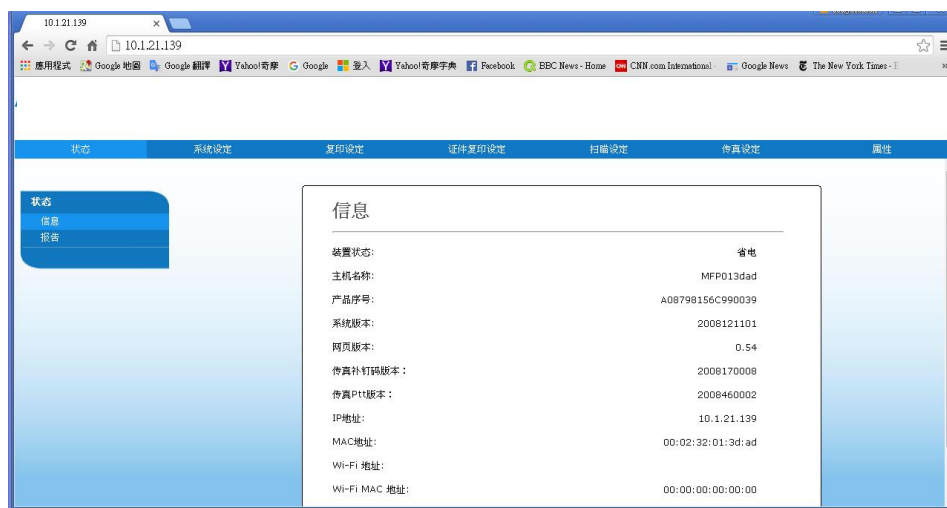 10.1.21.139
10.1.21.139
應用程式 Google 地圖 Google 翻譯 Yahoo!奇摩 Google 登入 Yahoo!奇摩字典 Facebook BBC News - Home CNN.com International Google News The New York Times -
状态 系统设定 复印设定 证件复印设定 扫瞄设定 传真设定 属性
状态
信息
报告
信息
装置状态: 省电
主机名称: MFP013dad
产品序号: A08798156C990039
系统版本: 2008121101
网页版本: 0.54
传真补钉码版本： 2008170008
传真Ptt版本： 2008460002
IP地址: 10.1.21.139
MAC地址: 00:02:32:01:3d:ad
Wi-Fi 地址:
Wi-Fi MAC 地址: 00:00:00:00:00:00